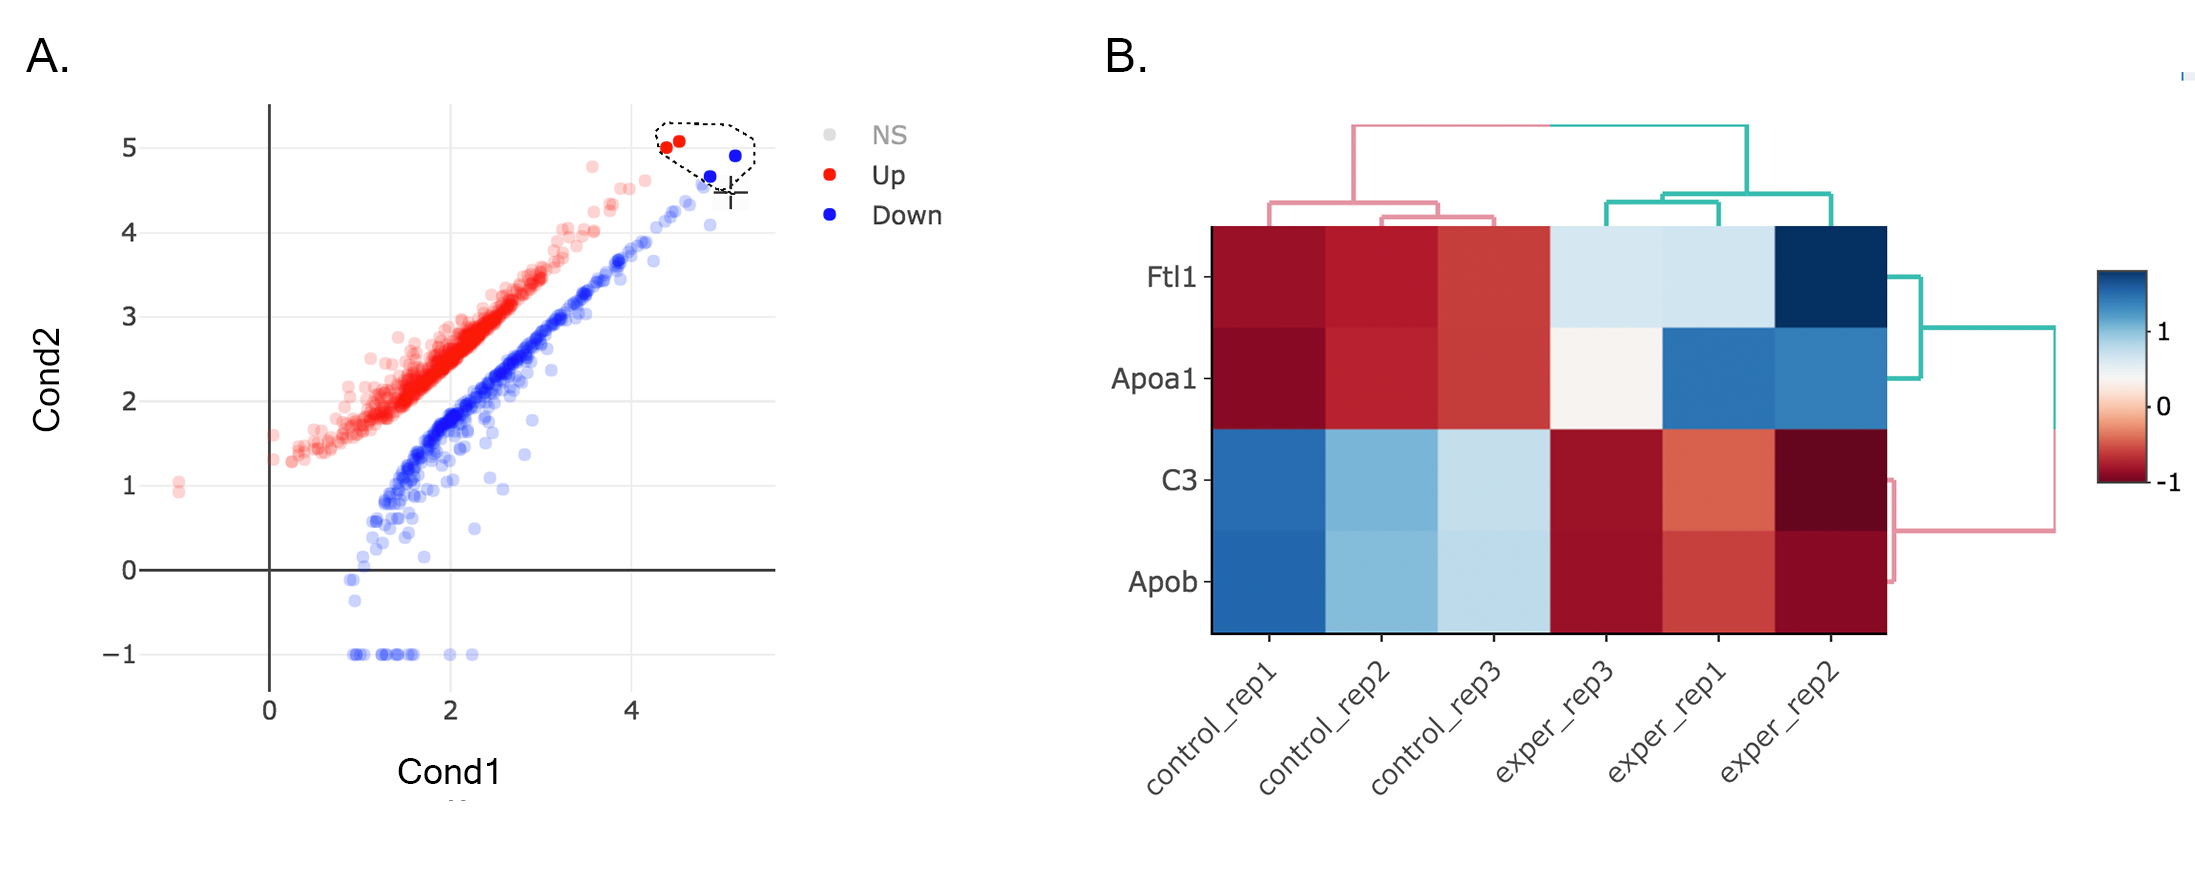 A.
B.
NS
Up
Down
5
4
3
2
1
0
−1
0
2
4
Cond2
Cond1
Ftl1
Apoa1
C3
Apob
1
0
-1
control_rep1
control_rep2
control_rep3
exper_rep3
exper_rep1
exper_rep2